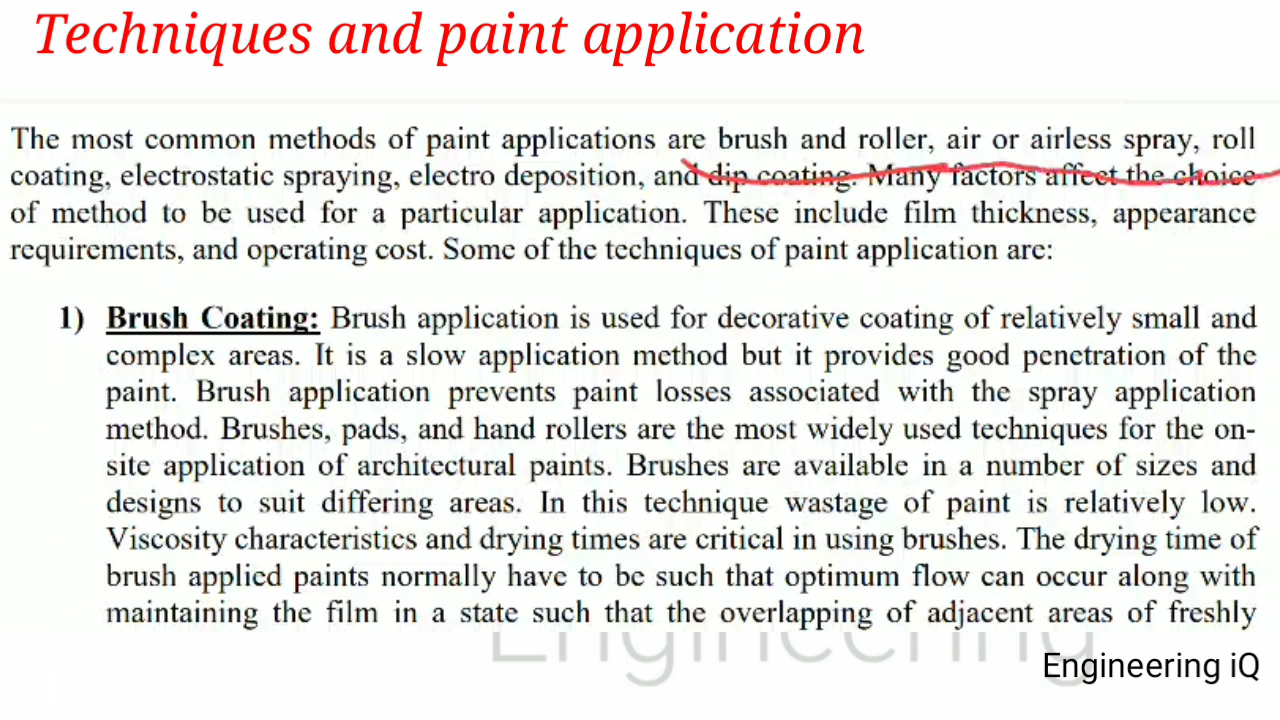 Techniques and paint application
The most common methods of paint applications are brush and roller, air or airless spray, roll
coating, electrostatic spraying, electro deposition, and dip coating. Many factors affect the choice
of method to be used for a particular application. These include film thickness, appearance
requirements, and operating cost. Some of the techniques of paint application are:
1) Brush Coating: Brush application is used for decorative coating of relatively small and
complex areas. It is a slow application method but it provides good penetration of the
paint. Brush application prevents paint losses associated with the spray application
method. Brushes, pads, and hand rollers are the most widely used techniques for the on-
site application of architectural paints. Brushes are available in a number of sizes and
designs to suit differing areas. In this technique wastage of paint is relatively low.
Viscosity characteristics and drying times are critical in using brushes. The drying time of
brush applied paints normally have to be such that optimum flow can occur along with
maintaining the film in a state such that the overlapping of adjacent areas of freshly
Engineering
Engineering iQ